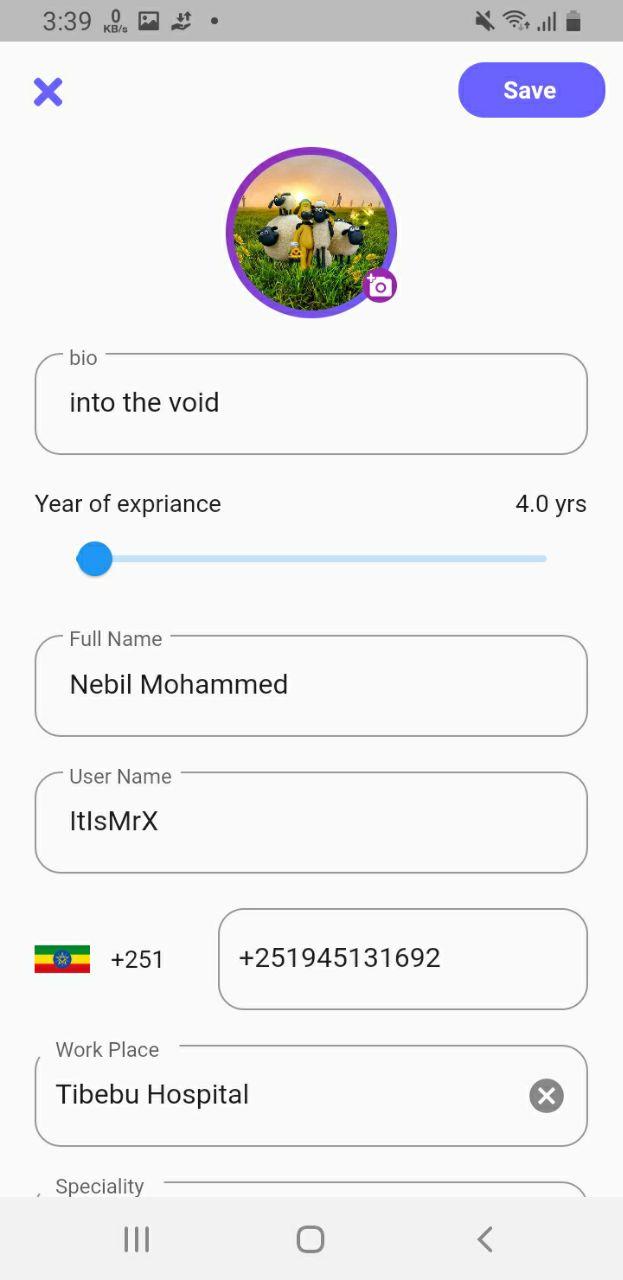 3:39 0 KB/s
Save
bio
into the void
Year of expriance 4.0 yrs
Full Name
Nebil Mohammed
User Name
ItIsMrX
+251 +251945131692
Work Place
Tibebu Hospital
Speciality